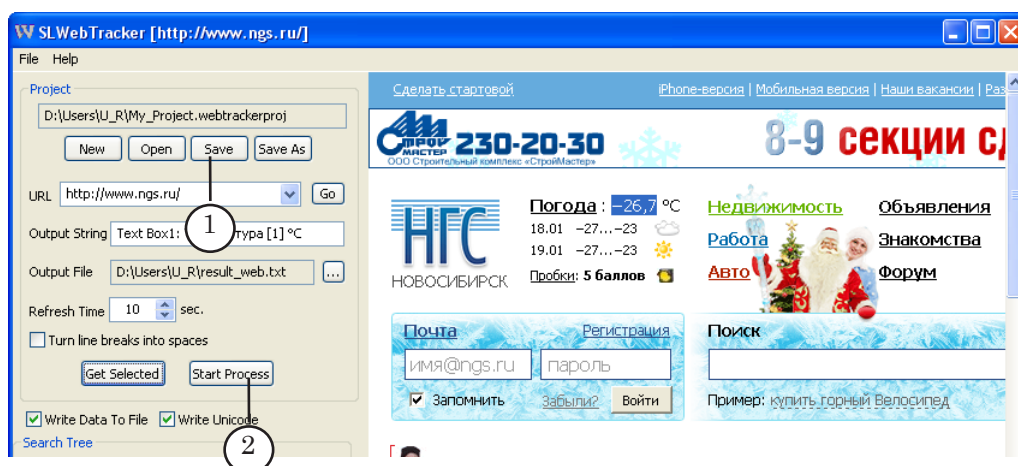 SLWebTracker [http://www.ngs.ru/]
File Help
Project
D:\Users\U_R\My_Project.webtrackerproj
New Open Save Save As
URL http://www.ngs.ru/ Go
1
Output String Text Box1: тура [1] °C
Output File D:\Users\U_R\result_web.txt ...
Refresh Time 10 sec.
Turn line breaks into spaces
Get Selected Start Process
Write Data To File Write Unicode
2
Search Tree
Сделать стартовой iPhone-версия | Мобильная версия | Наши вакансии | Раз
СТРОЙ МАСТЕР 230-20-30 8-9 секции сд
ООО Строительный комплекс «СтройМастер»
НГС
НОВОСИБИРСК
Погода : −26,7 °C
18.01 −27...−23
19.01 −27...−23
Пробки: 5 баллов
Недвижимость Объявления
Работа Знакомства
Авто Форум
Почта Регистрация
имя@ngs.ru пароль
Запомнить Забыли? Войти
Поиск
Пример: купить горный Велосипед